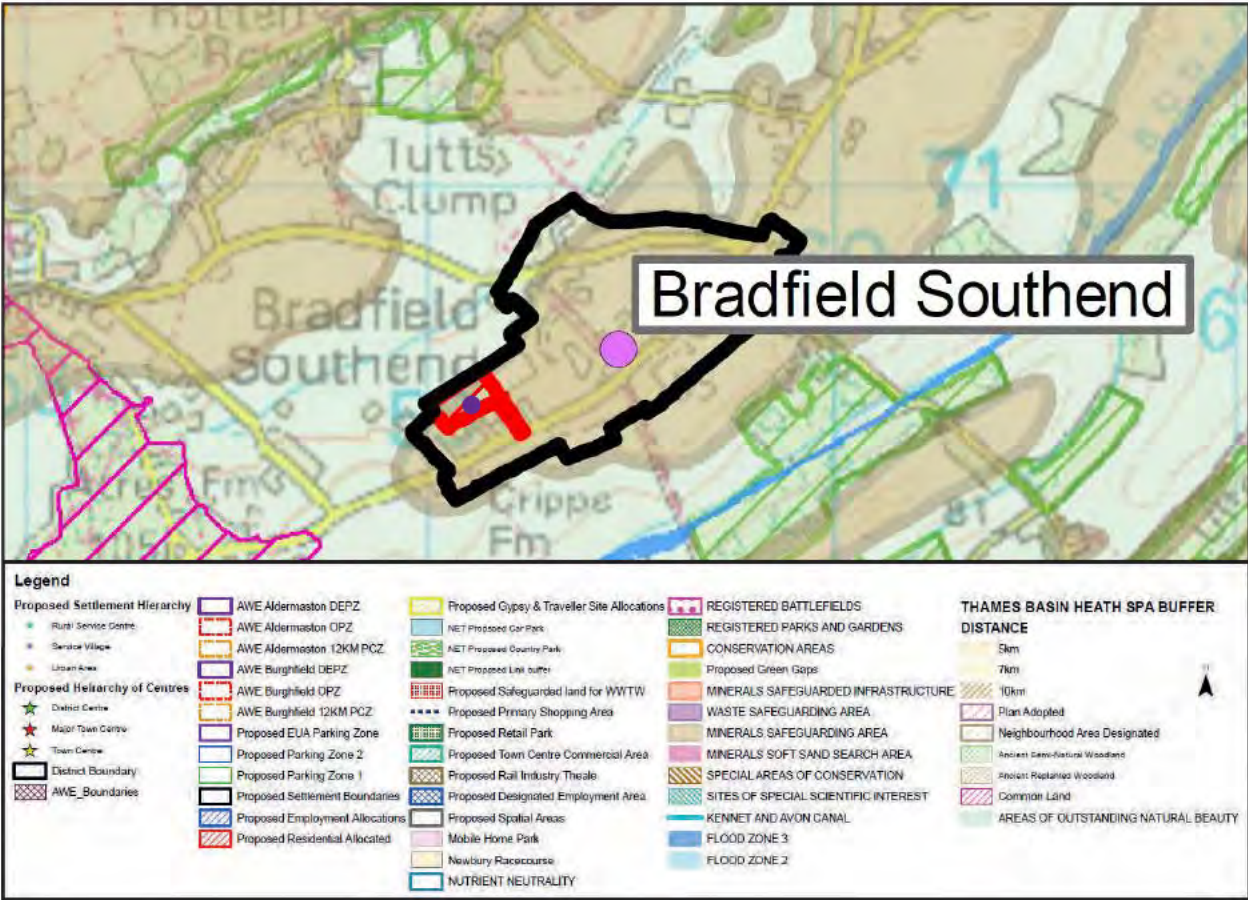 Rotten
Row
Tutts
Clump
71
Bradfield Southend
Bradfield
Southend
Grippe
Fm
81
Legend
Proposed Settlement Hierarchy
Rural Service Centre
Service Village
Urban Area
Proposed Heirarchy of Centres
District Centre
Major Town Centre
Town Centre
District Boundary
AWE_Boundaries
AWE Aldermaston DEPZ
AWE Aldermaston OPZ
AWE Aldermaston 12KM PCZ
AWE Burghfield DEPZ
AWE Burghfield OPZ
AWE Burghfield 12KM PCZ
Proposed EUA Parking Zone
Proposed Parking Zone 2
Proposed Parking Zone 1
Proposed Settlement Boundaries
Proposed Employment Allocations
Proposed Residential Allocated
Proposed Gypsy & Traveller Site Allocations
NET Proposed Car Park
NET Proposed Country Park
NET Proposed Link buffer
Proposed Safeguarded land for WWTW
Proposed Primary Shopping Area
Proposed Retail Park
Proposed Town Centre Commercial Area
Proposed Rail Industry Theale
Proposed Designated Employment Area
Proposed Spatial Areas
Mobile Home Park
Newbury Racecourse
NUTRIENT NEUTRALITY
REGISTERED BATTLEFIELDS
REGISTERED PARKS AND GARDENS
CONSERVATION AREAS
Proposed Green Gaps
MINERALS SAFEGUARDED INFRASTRUCTURE
WASTE SAFEGUARDING AREA
MINERALS SAFEGUARDING AREA
MINERALS SOFT SAND SEARCH AREA
SPECIAL AREAS OF CONSERVATION
SITES OF SPECIAL SCIENTIFIC INTEREST
KENNET AND AVON CANAL
FLOOD ZONE 3
FLOOD ZONE 2
THAMES BASIN HEATH SPA BUFFER
DISTANCE
5km
7km
10km
Plan Adopted
Neighbourhood Area Designated
Ancient Semi-Natural Woodland
Ancient Replanted Woodland
Common Land
AREAS OF OUTSTANDING NATURAL BEAUTY